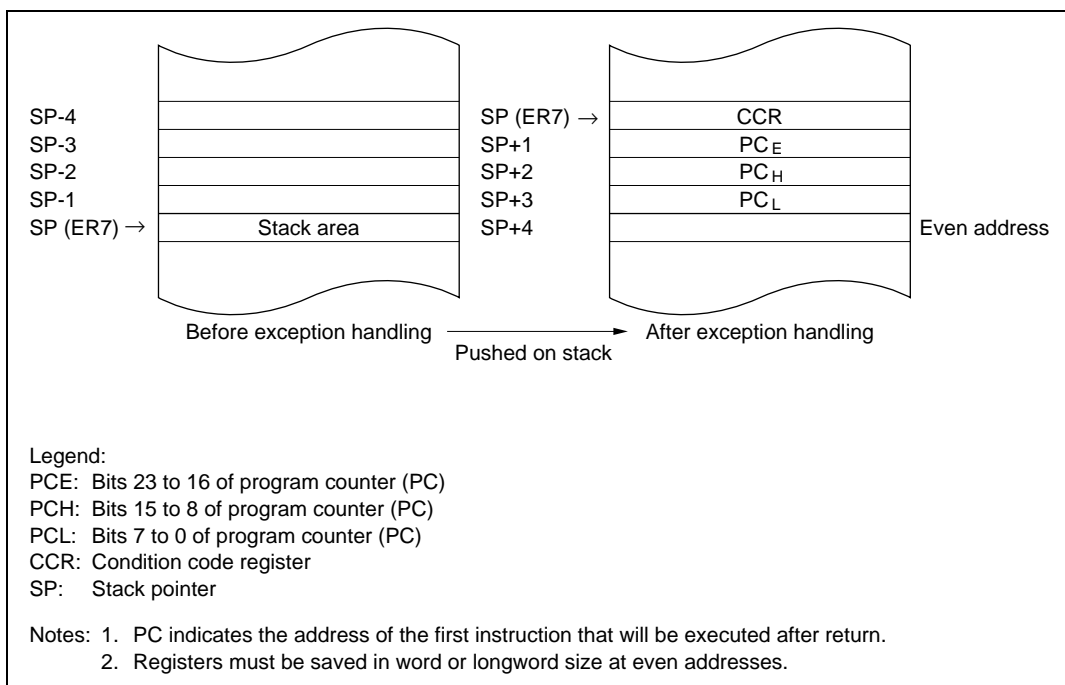 SP-4
SP-3
SP-2
SP-1
SP (ER7) →
Stack area
SP (ER7) →
SP+1
SP+2
SP+3
SP+4
CCR
PCE
PCH
PCL
Even address
Before exception handling
Pushed on stack
After exception handling
Legend:
PCE: Bits 23 to 16 of program counter (PC)
PCH: Bits 15 to 8 of program counter (PC)
PCL: Bits 7 to 0 of program counter (PC)
CCR: Condition code register
SP: Stack pointer
Notes: 1. PC indicates the address of the first instruction that will be executed after return.
2. Registers must be saved in word or longword size at even addresses.